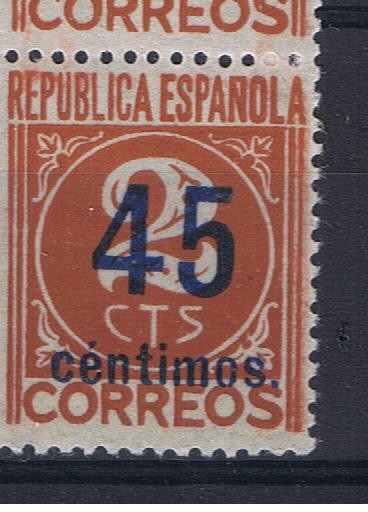 CORREOS
REPUBLICA ESPAÑOLA
2
45
CTS
céntimos.
CORREOS